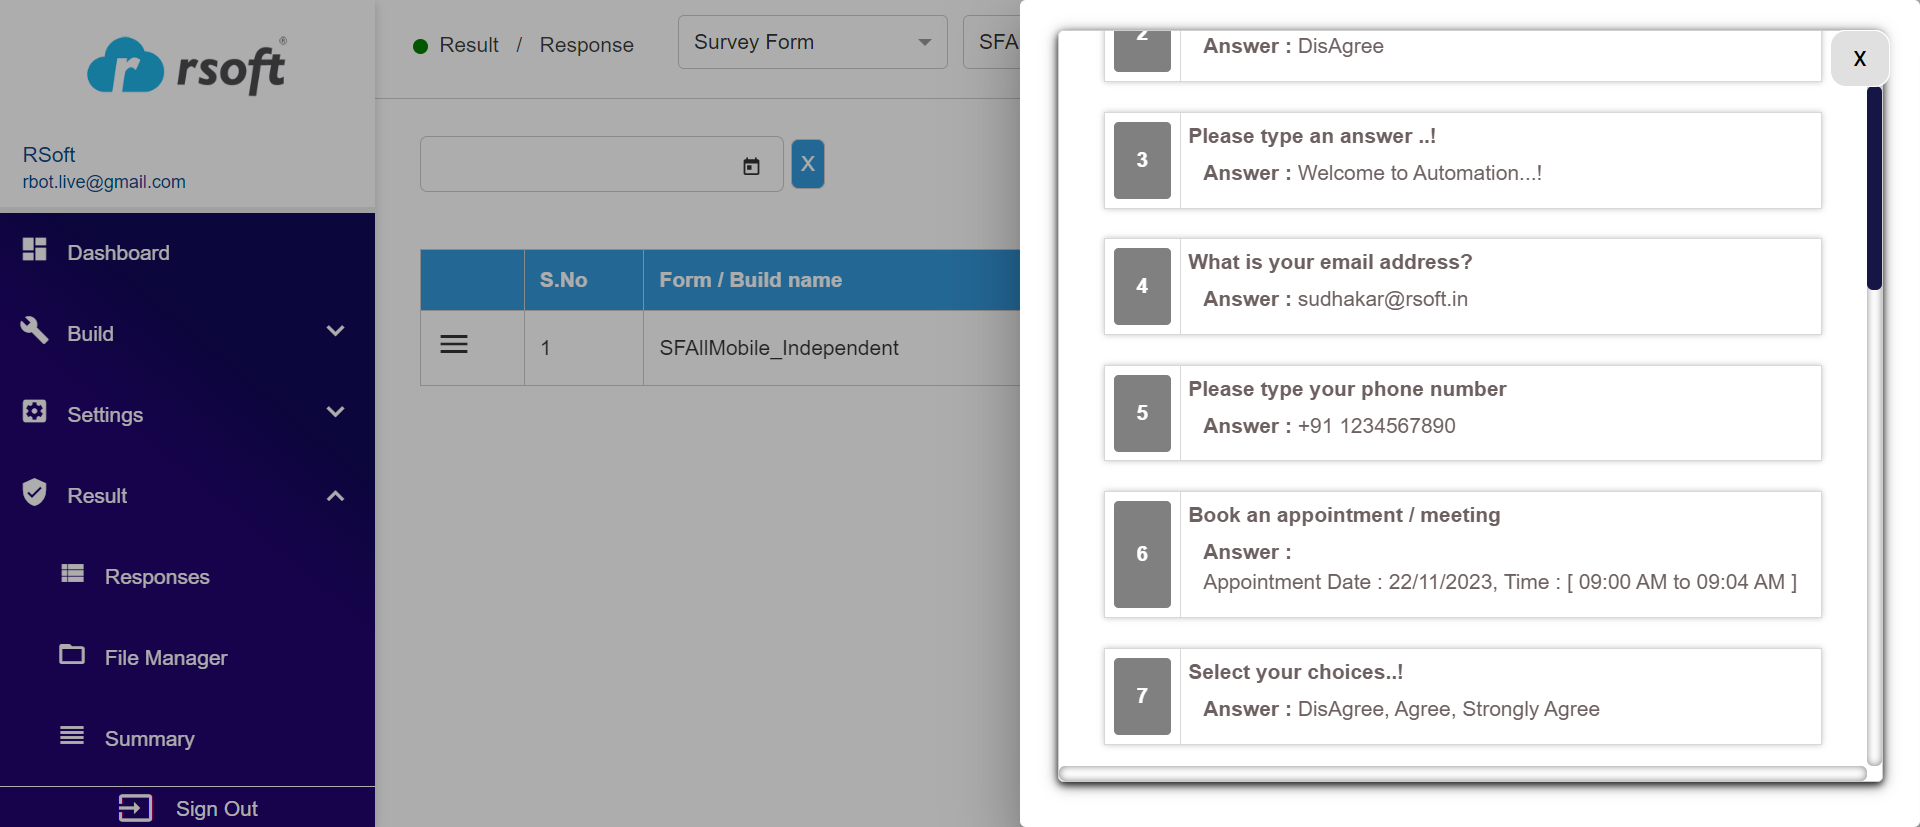 rsoft®
RSoft
rbot.live@gmail.com
Dashboard
Build
Settings
Result
Responses
File Manager
Summary
Sign Out
Result / Response
Survey Form
SFA
X
S.No
Form / Build name
1
SFAllMobile_Independent
X
2
Answer : DisAgree
3
Please type an answer ..!
Answer : Welcome to Automation...!
4
What is your email address?
Answer : sudhakar@rsoft.in
5
Please type your phone number
Answer : +91 1234567890
6
Book an appointment / meeting
Answer :
Appointment Date : 22/11/2023, Time : [ 09:00 AM to 09:04 AM ]
7
Select your choices..!
Answer : DisAgree, Agree, Strongly Agree